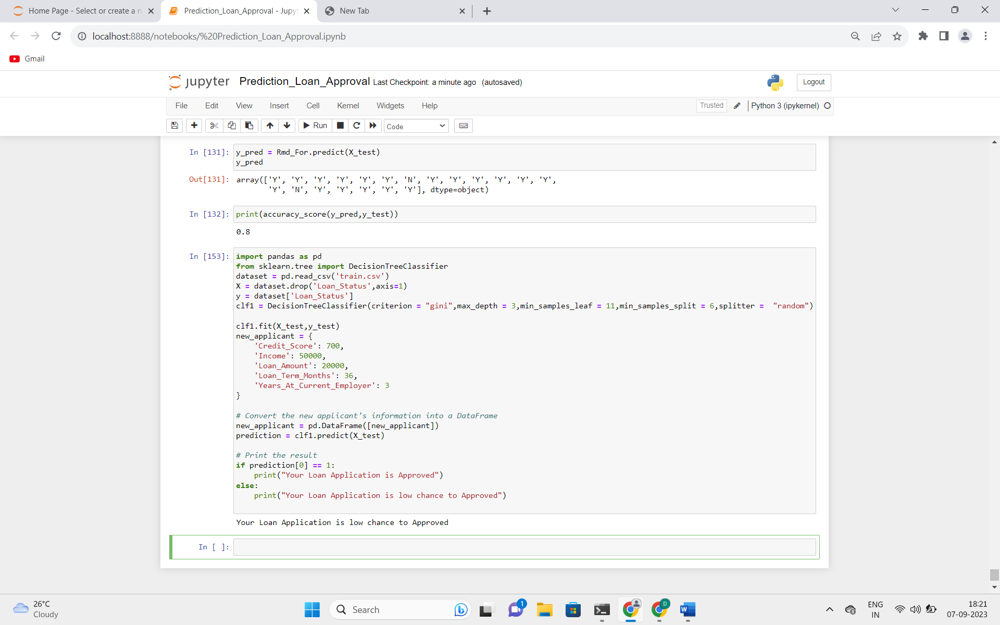 Home Page - Select or create a n
Prediction_Loan_Approval - Jupy
New Tab
localhost:8888/notebooks/%20Prediction_Loan_Approval.ipynb
Gmail
jupyter Prediction_Loan_Approval Last Checkpoint: a minute ago (autosaved)
Logout
File Edit View Insert Cell Kernel Widgets Help
Trusted
Python 3 (ipykernel)
Run
Code
In [131]: y_pred = Rmd_For.predict(X_test)
y_pred
Out[131]: array(['Y', 'Y', 'Y', 'Y', 'Y', 'Y', 'N', 'Y', 'Y', 'Y', 'Y', 'Y', 'Y',
'Y', 'N', 'Y', 'Y', 'Y', 'Y', 'Y'], dtype=object)
In [132]: print(accuracy_score(y_pred,y_test))
0.8
In [153]: import pandas as pd
from sklearn.tree import DecisionTreeClassifier
dataset = pd.read_csv('train.csv')
X = dataset.drop('Loan_Status',axis=1)
y = dataset['Loan_Status']
clf1 = DecisionTreeClassifier(criterion = "gini",max_depth = 3,min_samples_leaf = 11,min_samples_split = 6,splitter =  "random")
clf1.fit(X_test,y_test)
new_applicant = {
'Credit_Score': 700,
'Income': 50000,
'Loan_Amount': 20000,
'Loan_Term_Months': 36,
'Years_At_Current_Employer': 3
}
# Convert the new applicant's information into a DataFrame
new_applicant = pd.DataFrame([new_applicant])
prediction = clf1.predict(X_test)
# Print the result
if prediction[0] == 1:
print("Your Loan Application is Approved")
else:
print("Your Loan Application is low chance to Approved")
Your Loan Application is low chance to Approved
In [ ]:
26°C
Cloudy
Search
1
D
W
ENG
IN
18:21
07-09-2023